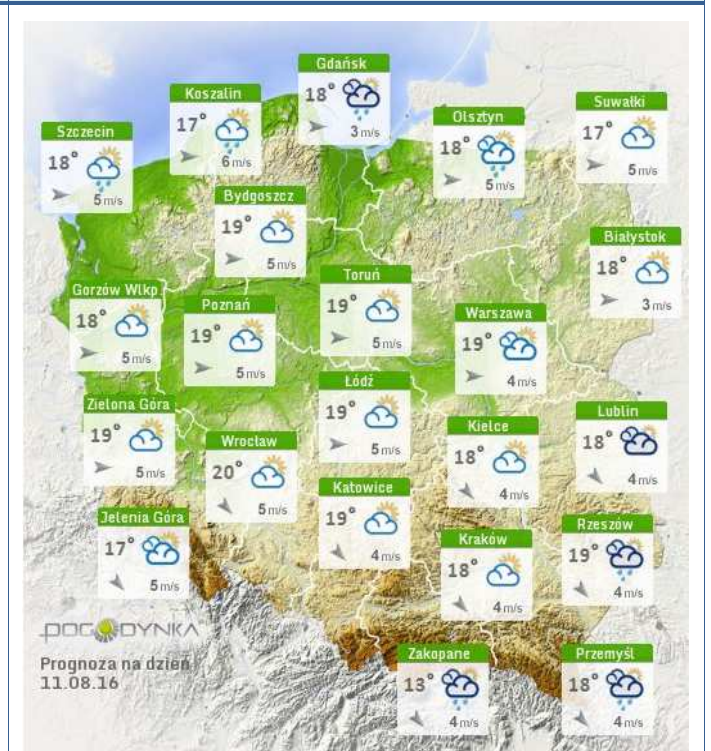 Gdańsk
18°
3 m/s
Koszalin
17°
6 m/s
Suwałki
17°
5 m/s
Olsztyn
18°
5 m/s
Szczecin
18°
5 m/s
Bydgoszcz
19°
5 m/s
Białystok
18°
3 m/s
Toruń
19°
5 m/s
Gorzów Wlkp
18°
5 m/s
Poznań
19°
5 m/s
Warszawa
19°
4 m/s
Łódź
19°
5 m/s
Zielona Góra
19°
5 m/s
Lublin
18°
4 m/s
Kielce
18°
4 m/s
Wrocław
20°
5 m/s
Katowice
19°
4 m/s
Jelenia Góra
17°
5 m/s
Rzeszów
19°
4 m/s
Kraków
18°
4 m/s
POGODYNKA
Prognoza na dzień
11.08.16
Zakopane
13°
4 m/s
Przemyśl
18°
4 m/s